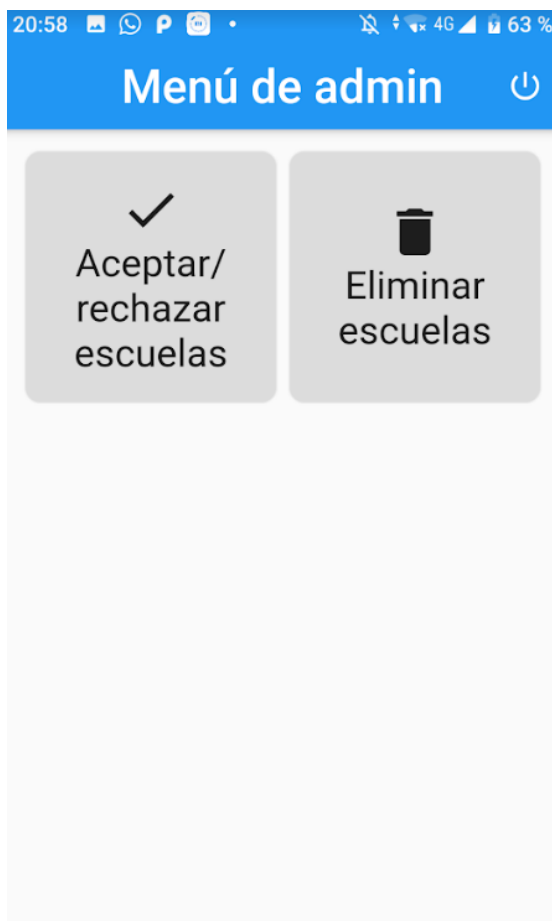 20:58 4G 63 %
Menú de admin
Aceptar/
rechazar
escuelas
Eliminar
escuelas